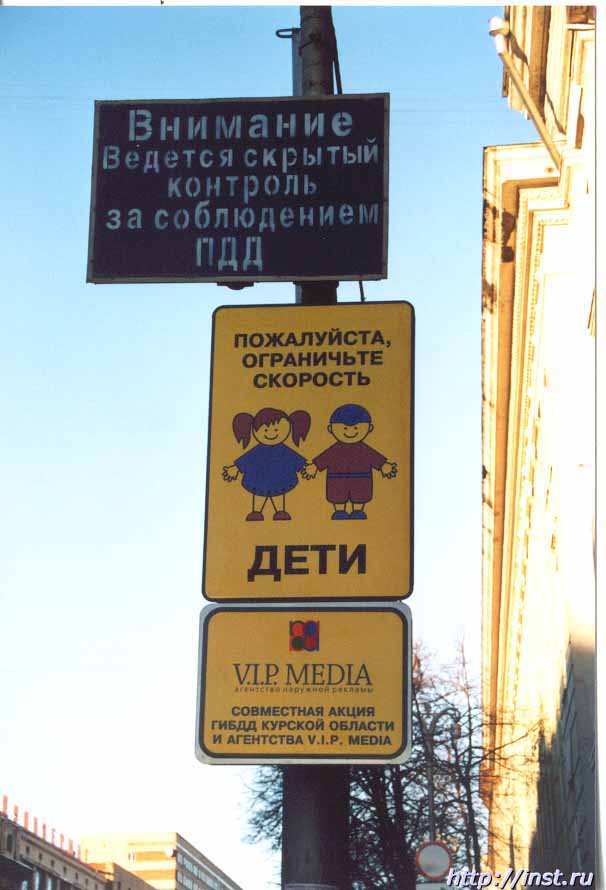 Внимание
Ведется скрытый
контроль
за соблюдением
ПДД
ПОЖАЛУЙСТА,
ОГРАНИЧЬТЕ
СКОРОСТЬ
ДЕТИ
V.I.P. MEDIA
агентство наружной рекламы
СОВМЕСТНАЯ АКЦИЯ
ГИБДД КУРСКОЙ ОБЛАСТИ
И АГЕНТСТВА V.I.P. MEDIA
http://inst.ru